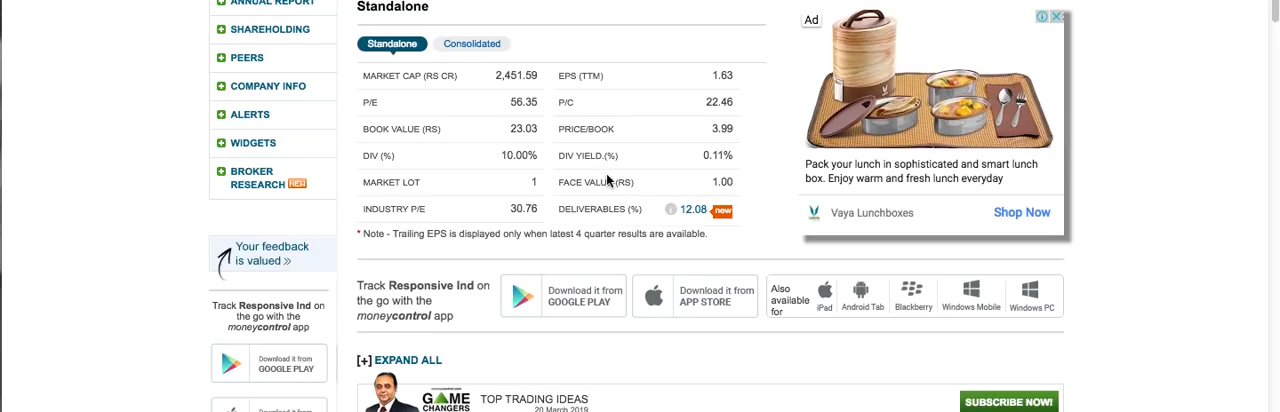 ANNUAL REPORT
SHAREHOLDING
PEERS
COMPANY INFO
ALERTS
WIDGETS
BROKER
RESEARCH NEW
Your feedback
is valued »
Track Responsive Ind on
the go with the
moneycontrol app
Download it from
GOOGLE PLAY
Download it from
Standalone
Standalone Consolidated
MARKET CAP (RS CR) 2,451.59 EPS (TTM) 1.63
P/E 56.35 P/C 22.46
BOOK VALUE (RS) 23.03 PRICE/BOOK 3.99
DIV (%) 10.00% DIV YIELD.(%) 0.11%
MARKET LOT 1 FACE VALUE (RS) 1.00
INDUSTRY P/E 30.76 DELIVERABLES (%) i 12.08 new
* Note - Trailing EPS is displayed only when latest 4 quarter results are available.
Ad
Pack your lunch in sophisticated and smart lunch
box. Enjoy warm and fresh lunch everyday
Vaya Lunchboxes Shop Now
Track Responsive Ind on
the go with the
moneycontrol app
Download it from
GOOGLE PLAY
Download it from
APP STORE
Also
available
for
iPad Android Tab Blackberry Windows Mobile Windows PC
[+] EXPAND ALL
GAME
CHANGERS
TOP TRADING IDEAS
20 March 2019
SUBSCRIBE NOW!